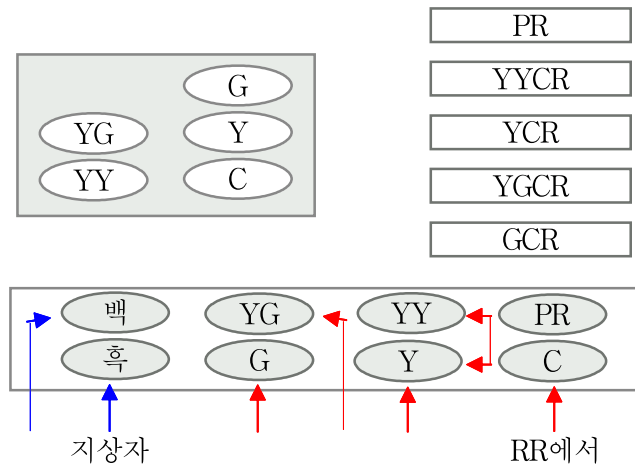 G
YG Y
YY C
PR
YYCR
YCR
YGCR
GCR
백 YG YY PR
흑 G Y C
지상자 RR에서